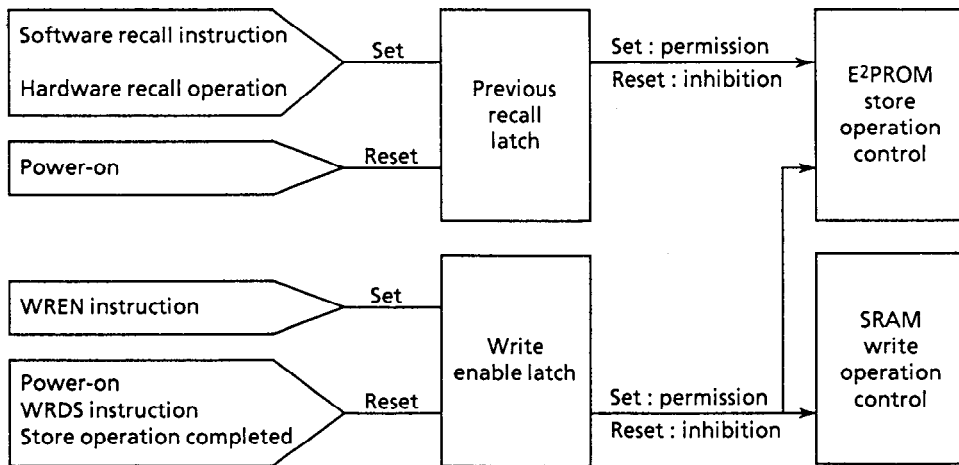 Software recall instruction
Hardware recall operation
Set
Power-on
Reset
Previous
recall
latch
Set : permission
Reset : inhibition
E²PROM
store
operation
control
WREN instruction
Set
Power-on
WRDS instruction
Store operation completed
Reset
Write
enable latch
Set : permission
Reset : inhibition
SRAM
write
operation
control